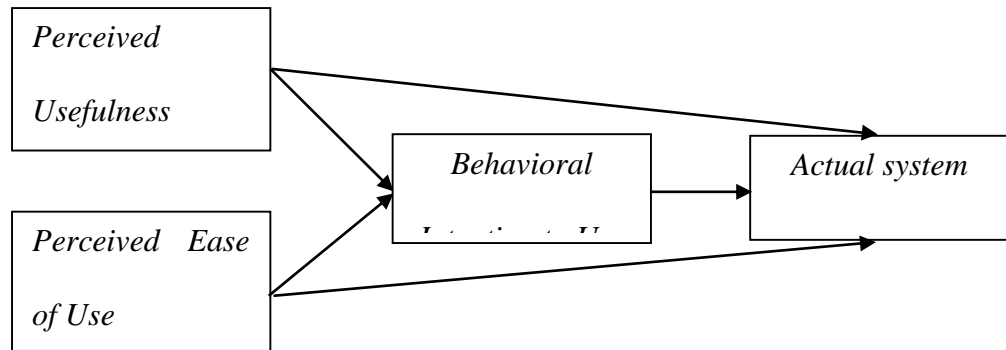 Perceived
Usefulness
Behavioral
Actual system
Perceived Ease
of Use